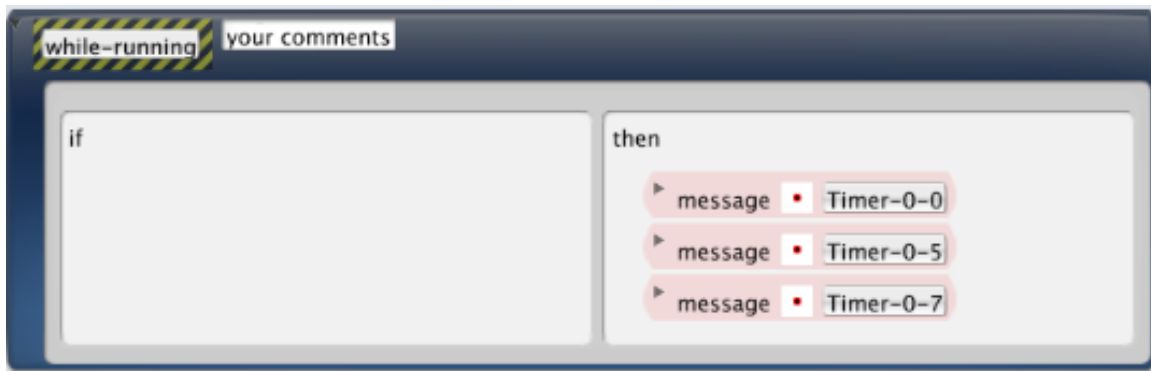 while-running your comments
if
then
message Timer-0-0
message Timer-0-5
message Timer-0-7